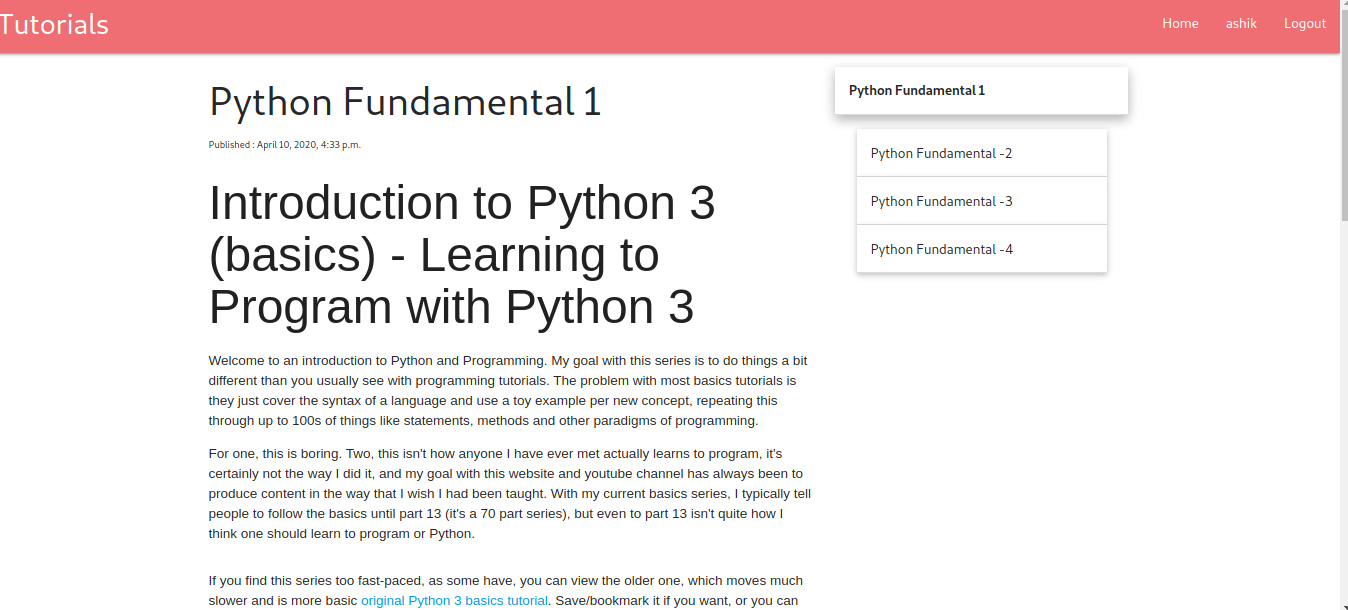 Tutorials
Home ashik Logout
Python Fundamental 1
Published : April 10, 2020, 4:33 p.m.
Introduction to Python 3
(basics) - Learning to
Program with Python 3
Welcome to an introduction to Python and Programming. My goal with this series is to do things a bit
different than you usually see with programming tutorials. The problem with most basics tutorials is
they just cover the syntax of a language and use a toy example per new concept, repeating this
through up to 100s of things like statements, methods and other paradigms of programming.
For one, this is boring. Two, this isn't how anyone I have ever met actually learns to program, it's
certainly not the way I did it, and my goal with this website and youtube channel has always been to
produce content in the way that I wish I had been taught. With my current basics series, I typically tell
people to follow the basics until part 13 (it's a 70 part series), but even to part 13 isn't quite how I
think one should learn to program or Python.
If you find this series too fast-paced, as some have, you can view the older one, which moves much
slower and is more basic original Python 3 basics tutorial. Save/bookmark it if you want, or you can
Python Fundamental 1
Python Fundamental -2
Python Fundamental -3
Python Fundamental -4